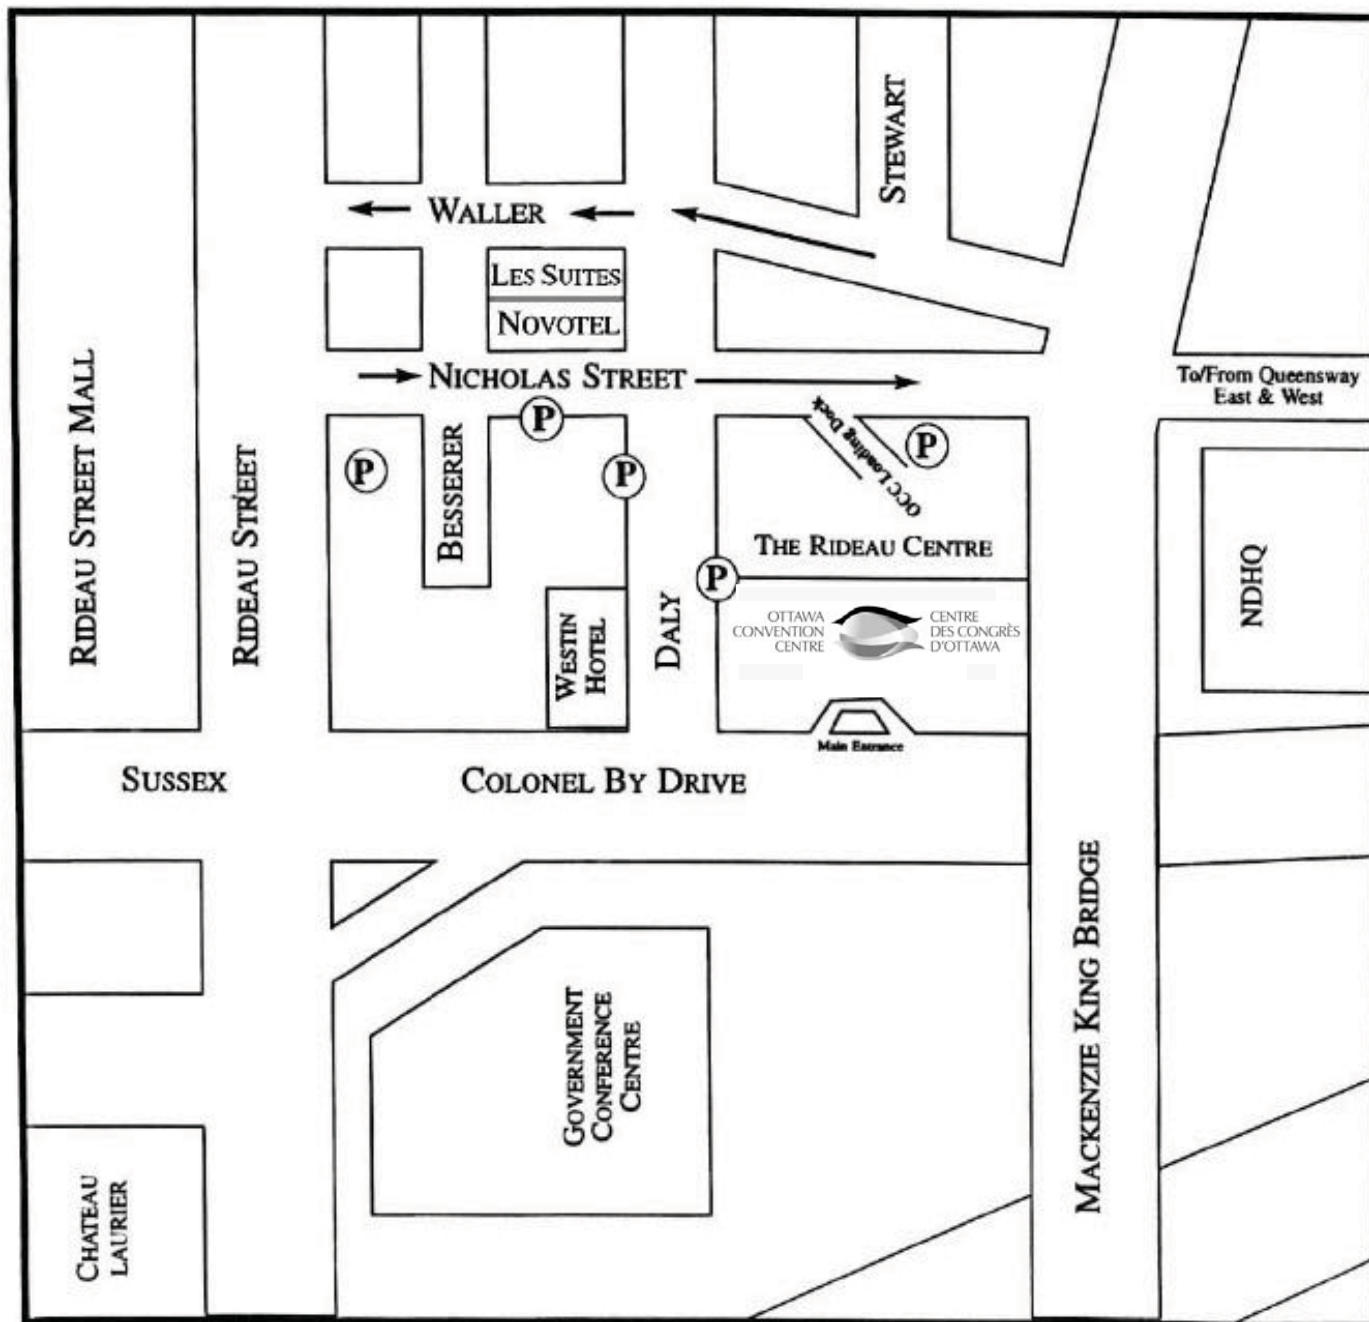 STEWART
WALLER
LES SUITES
NOVOTEL
NICHOLAS STREET
To/From Queensway
East & West
P
P
P
P
P
OCC Loading Dock
RIDEAU STREET MALL
RIDEAU STREET
BESSERER
THE RIDEAU CENTRE
OTTAWA
CONVENTION
CENTRE
CENTRE
DES CONGRÈS
D'OTTAWA
WESTIN
HOTEL
DALY
NDHQ
Main Entrance
SUSSEX
COLONEL BY DRIVE
MACKENZIE KING BRIDGE
GOVERNMENT
CONFERENCE
CENTRE
CHATEAU
LAURIER